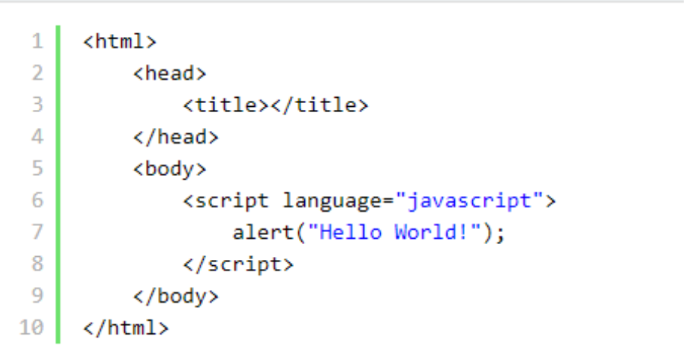 1 <html>
2     <head>
3         <title></title>
4     </head>
5     <body>
6         <script language="javascript">
7             alert("Hello World!");
8         </script>
9     </body>
10 </html>